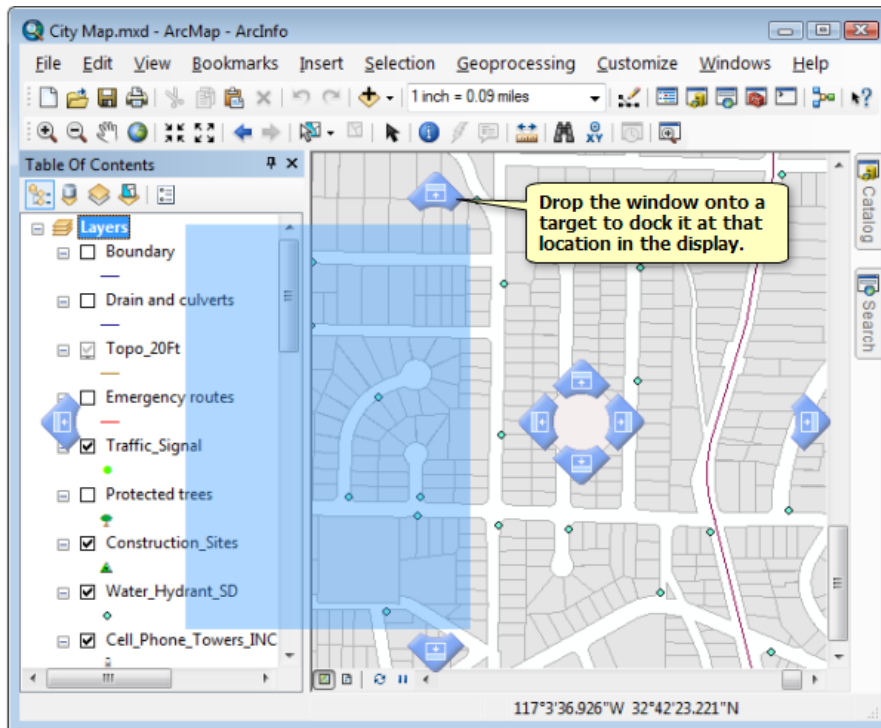 City Map.mxd - ArcMap - ArcInfo
File Edit View Bookmarks Insert Selection Geoprocessing Customize Windows Help
1 inch = 0.09 miles
XY
Table Of Contents
Layers
Boundary
Drain and culverts
Topo_20Ft
Emergency routes
Traffic_Signal
Protected trees
Construction_Sites
Water_Hydrant_SD
Cell_Phone_Towers_INC
Drop the window onto a
target to dock it at that
location in the display.
Catalog
Search
117°3'36.926"W 32°42'23.221"N